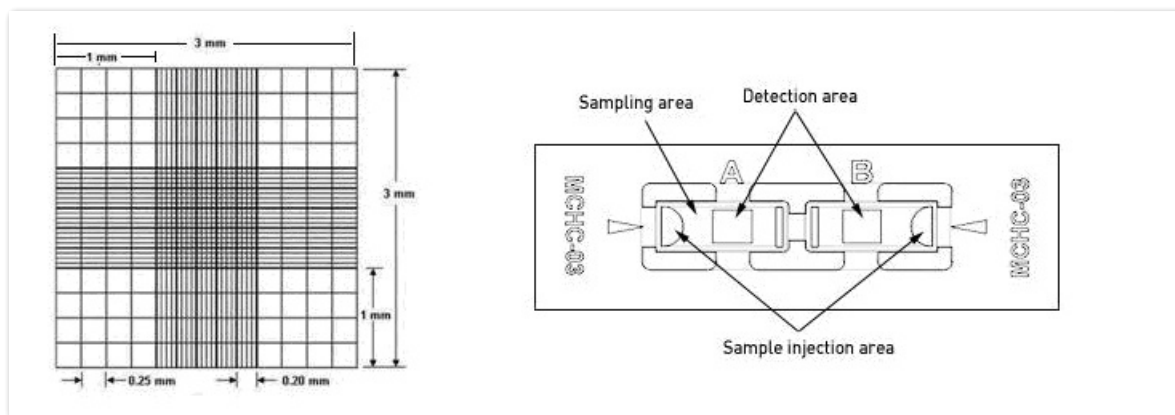 3 mm
1 mm
3 mm
1 mm
0.25 mm
0.20 mm
Sampling area
Detection area
A
B
MCHC-03
MCHC-03
Sample injection area